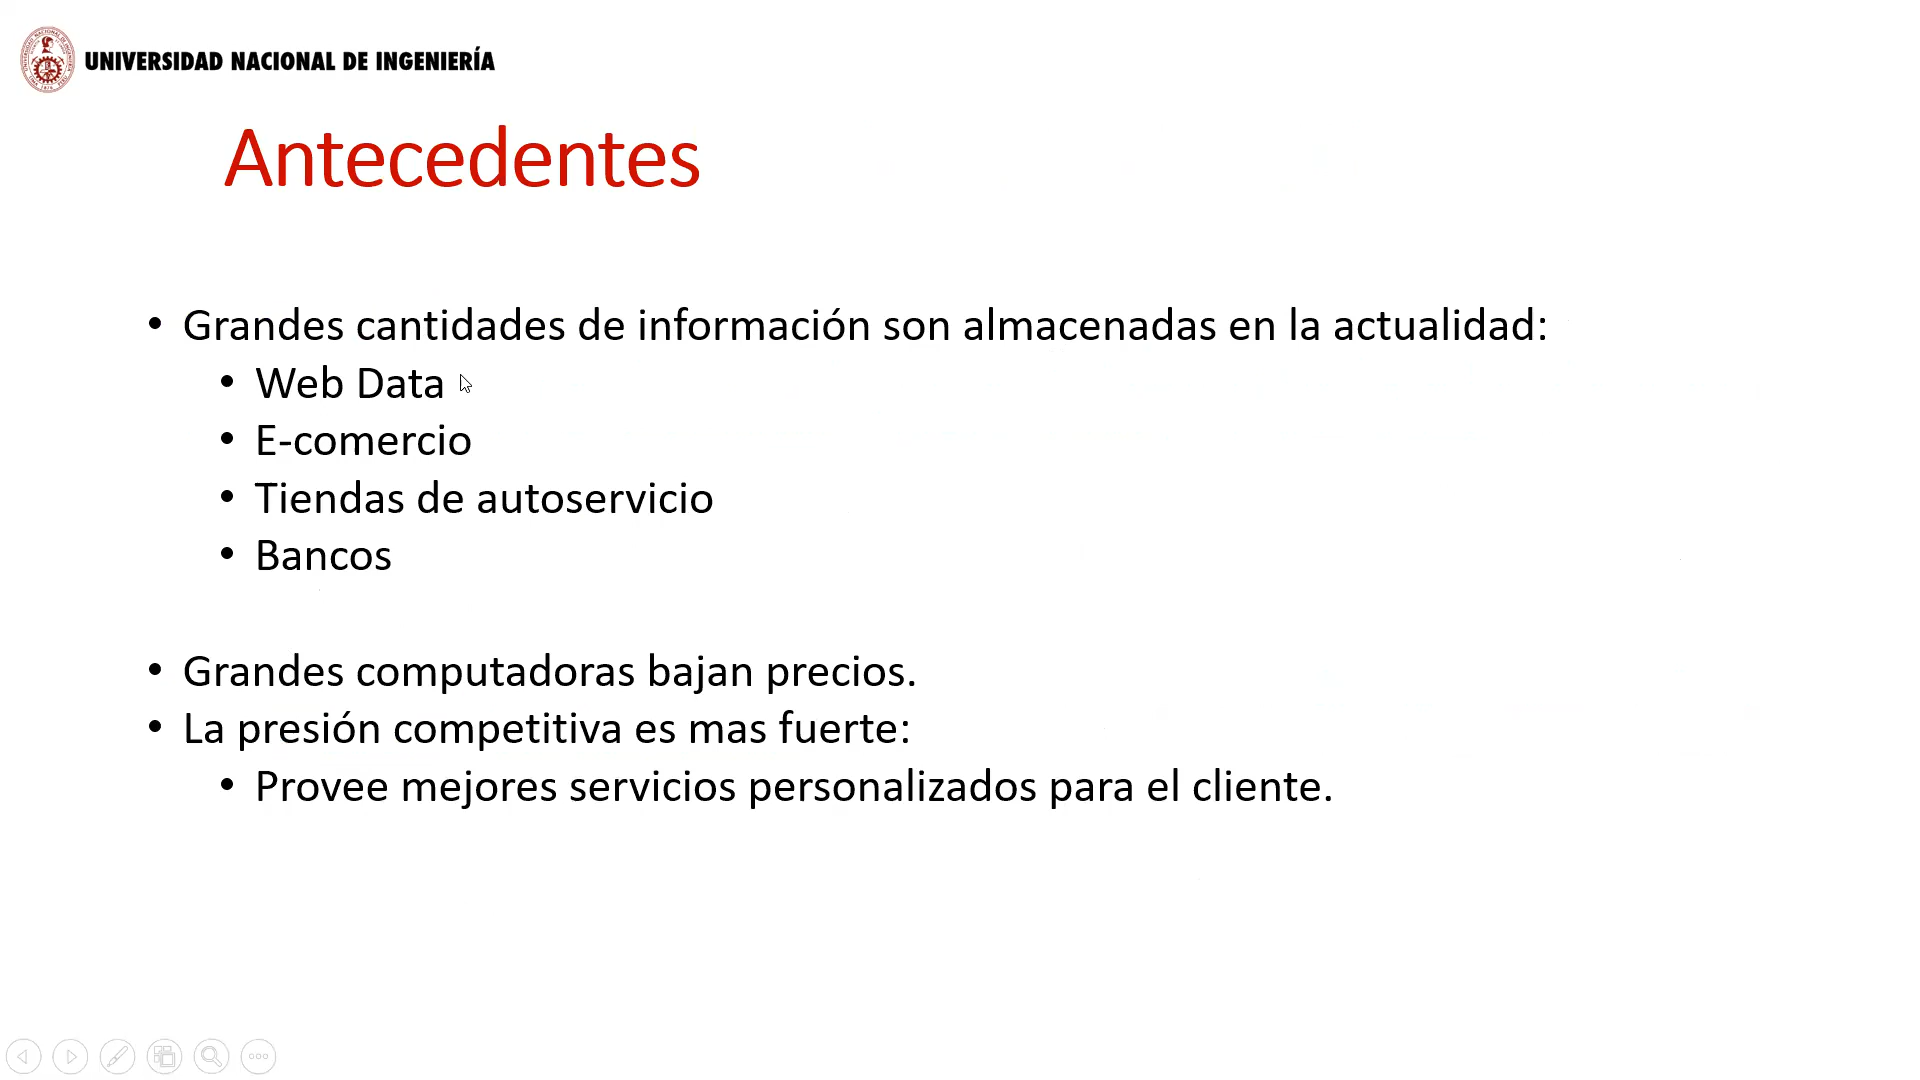 UNIVERSIDAD NACIONAL DE INGENIERÍA
Antecedentes
• Grandes cantidades de información son almacenadas en la actualidad:
• Web Data
• E-comercio
• Tiendas de autoservicio
• Bancos
• Grandes computadoras bajan precios.
• La presión competitiva es mas fuerte:
• Provee mejores servicios personalizados para el cliente.